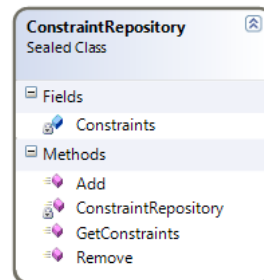 ConstraintRepository
Sealed Class
Fields
Constraints
Methods
Add
ConstraintRepository
GetConstraints
Remove